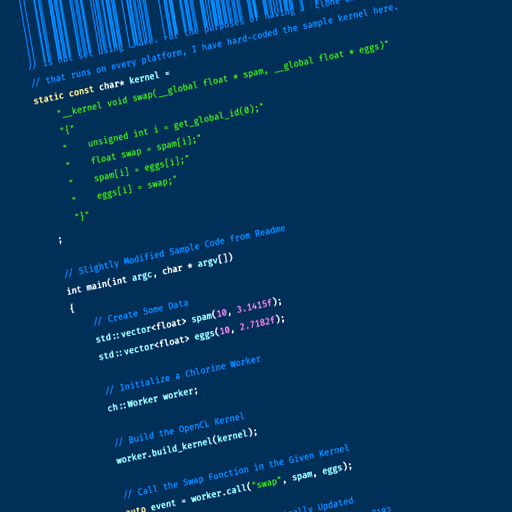 // is not set using CMake. For the purposes of having a "clone and
// that runs on every platform, I have hard-coded the sample kernel here.
static const char* kernel =
"__kernel void swap(__global float * spam, __global float * eggs)"
"{"
"    unsigned int i = get_global_id(0);"
"    float swap = spam[i];"
"    spam[i] = eggs[i];"
"    eggs[i] = swap;"
"}"
;
// Slightly Modified Sample Code from Readme
int main(int argc, char * argv[])
{
// Create Some Data
std::vector<float> spam(10, 3.1415f);
std::vector<float> eggs(10, 2.7182f);
// Initialize a Chlorine Worker
ch::Worker worker;
// Build the OpenCL Kernel
worker.build_kernel(kernel);
// Call the Swap Function in the Given Kernel
auto event = worker.call("swap", spam, eggs);
Updated